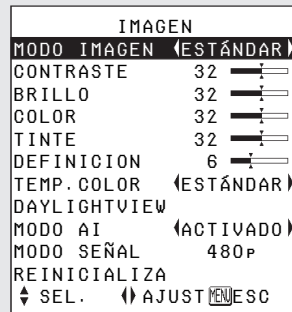 IMAGEN
MODO IMAGEN ESTÁNDAR
CONTRASTE 32
BRILLO 32
COLOR 32
TINTE 32
DEFINICION 6
TEMP.COLOR ESTÁNDAR
DAYLIGHTVIEW
MODO AI ACTIVADO
MODO SEÑAL 480P
REINICIALIZA
SEL. AJUST MENU ESC